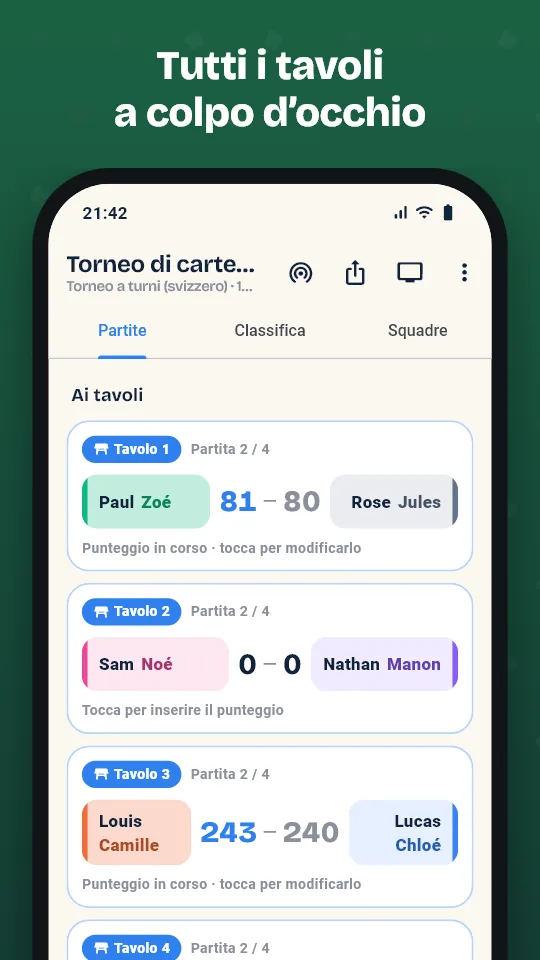 Tutti i tavoli
a colpo d'occhio
21:42
Torneo di carte...
Torneo a turni (svizzero) · 1...
Partite Classifica Squadre
Ai tavoli
Tavolo 1 Partita 2 / 4
Paul Zoé 81 – 80 Rose Jules
Punteggio in corso · tocca per modificarlo
Tavolo 2 Partita 2 / 4
Sam Noé 0 – 0 Nathan Manon
Tocca per inserire il punteggio
Tavolo 3 Partita 2 / 4
Louis Camille 243 – 240 Lucas Chloé
Punteggio in corso · tocca per modificarlo
Tavolo 4 Partita 2 / 4